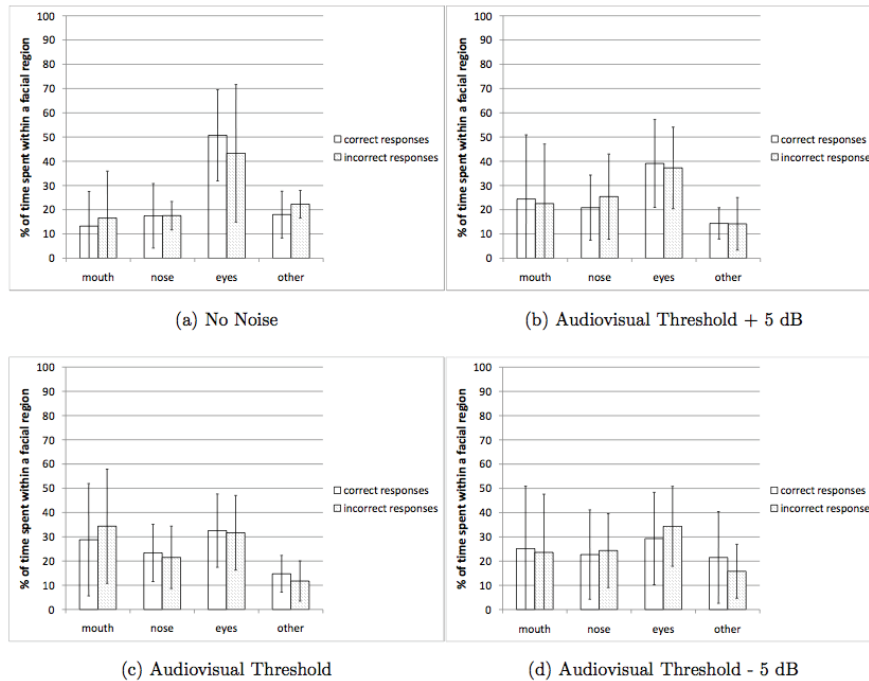 % of time spent within a facial region
100
90
80
70
60
50
40
30
20
10
0
mouth nose eyes other
correct responses
incorrect responses
(a) No Noise
% of time spent within a facial region
100
90
80
70
60
50
40
30
20
10
0
mouth nose eyes other
correct responses
incorrect response
(b) Audiovisual Threshold + 5 dB
% of time spent within a facial region
100
90
80
70
60
50
40
30
20
10
0
mouth nose eyes other
correct responses
incorrect responses
(c) Audiovisual Threshold
% of time spent within a facial region
100
90
80
70
60
50
40
30
20
10
0
mouth nose eyes other
correct responses
incorrect response
(d) Audiovisual Threshold - 5 dB